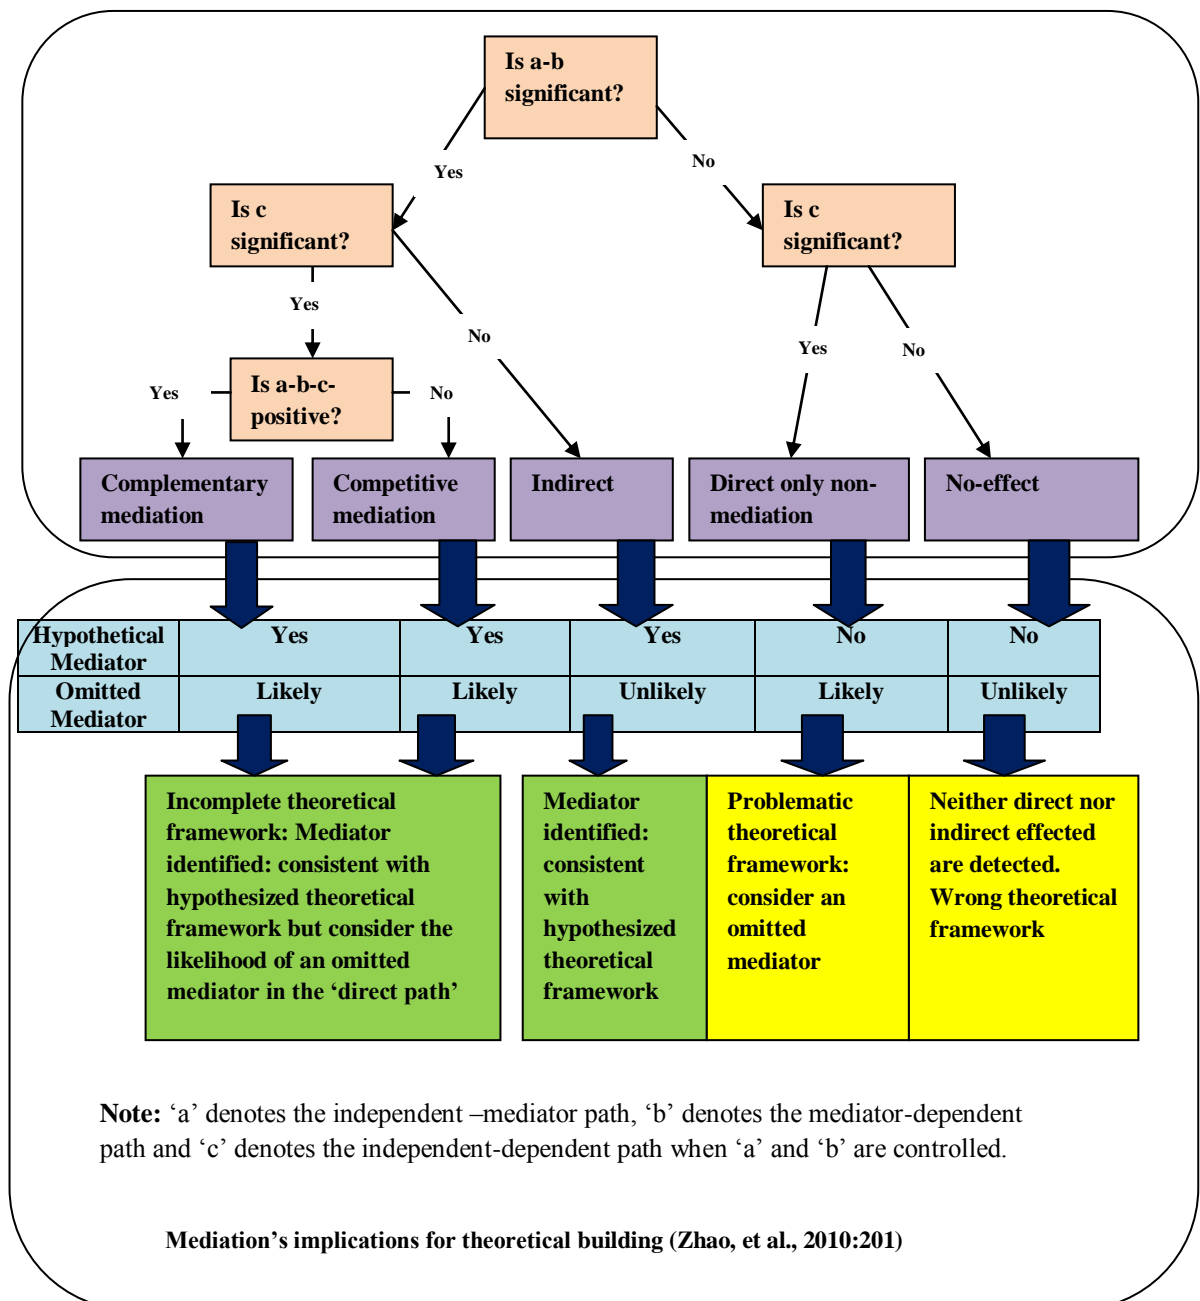 Is a-b
significant?
Yes
No
Is c
significant?
Is c
significant?
Yes
No
Yes
No
Is a-b-c-
positive?
Yes
No
Complementary
mediation
Competitive
mediation
Indirect
Direct only non-
mediation
No-effect
Hypothetical
Mediator
Yes
Yes
Yes
No
No
Omitted
Mediator
Likely
Likely
Unlikely
Likely
Unlikely
Incomplete theoretical
framework: Mediator
identified: consistent with
hypothesized theoretical
framework but consider the
likelihood of an omitted
mediator in the ‘direct path’
Mediator
identified:
consistent
with
hypothesized
theoretical
framework
Problematic
theoretical
framework:
consider an
omitted
mediator
Neither direct nor
indirect effected
are detected.
Wrong theoretical
framework
Note: ‘a’ denotes the independent –mediator path, ‘b’ denotes the mediator-dependent
path and ‘c’ denotes the independent-dependent path when ‘a’ and ‘b’ are controlled.
Mediation’s implications for theoretical building (Zhao, et al., 2010:201)